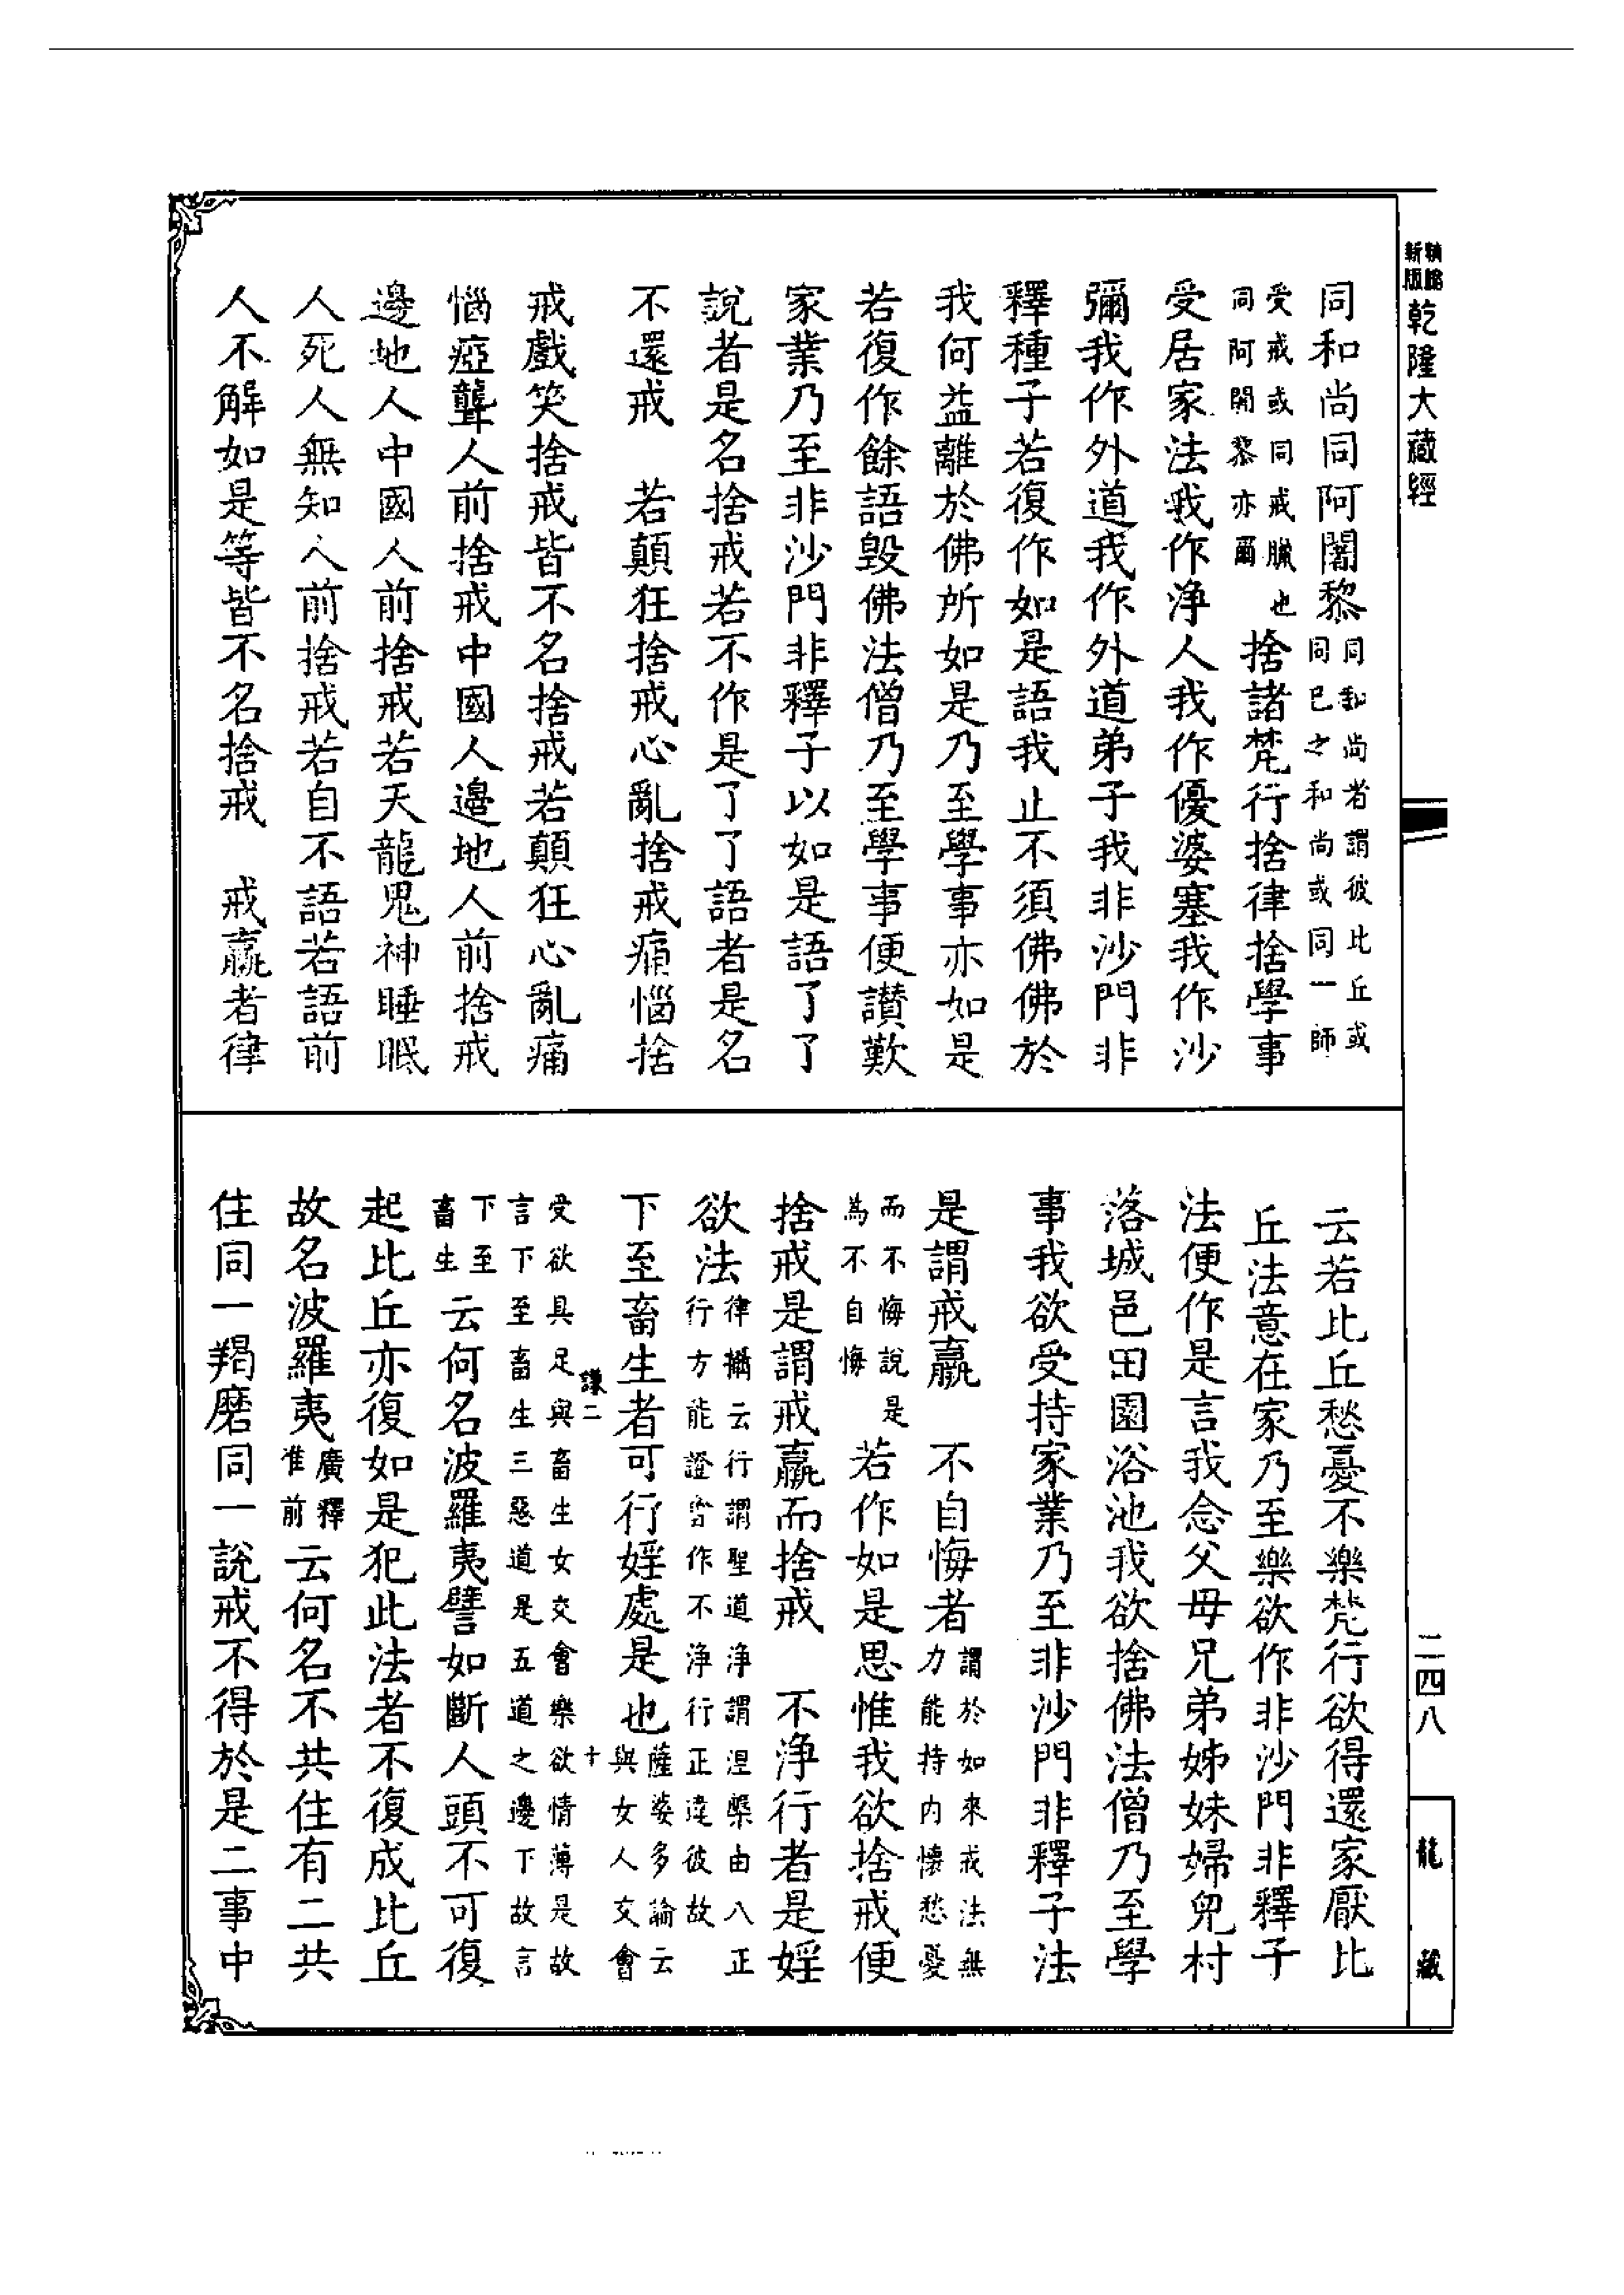 精縮
新版
乾隆大藏經
同和尚同阿闍黎同和尚者謂彼比丘或同己之和尚或同一師
受戒或同戒臘也同阿闍黎亦爾捨諸梵行捨律捨學事
受居家法我作淨人我作優婆塞我作沙
彌我作外道我作外道弟子我非沙門非
釋種子若復作如是語我止不須佛佛於
我何益離於佛所如是乃至學事亦如是
若復作餘語毀佛法僧乃至學事便讚歎
家業乃至非沙門非釋子以如是語了了
說者是名捨戒若不作是了了語者是名
不還戒　若顛狂捨戒心亂捨戒痛惱捨
戒戲笑捨戒皆不名捨戒若顛狂心亂痛
惱瘂聾人前捨戒中國人邊地人前捨戒
邊地人中國人前捨戒若天龍鬼神睡眠
人死人無知人前捨戒若自不語若語前
人不解如是等皆不名捨戒　戒羸者律
云若比丘愁憂不樂梵行欲得還家厭比
丘法意在家乃至樂欲作非沙門非釋子
法便作是言我念父母兄弟姊妹婦兒村
落城邑田園浴池我欲捨佛法僧乃至學
事我欲受持家業乃至非沙門非釋子法
是謂戒羸　不自悔者謂於如來戒法無力能持內懷愁憂
而不悔說是為不自悔若作如是思惟我欲捨戒便
捨戒是謂戒羸而捨戒　不淨行者是婬
欲法律攝云行謂聖道淨謂涅槃由八正行方能證寂作不淨行正違彼故
下至畜生者可行婬處是也薩婆多論云與女人交會
謙二
十
受欲具足與畜生女交會樂欲情薄是故言下至畜生三惡道是五道之邊下故言
下至畜生云何名波羅夷譬如斷人頭不可復
起比丘亦復如是犯此法者不復成比丘
故名波羅夷廣釋准前云何名不共住有二共
住同一羯磨同一說戒不得於是二事中
二四八
龍藏